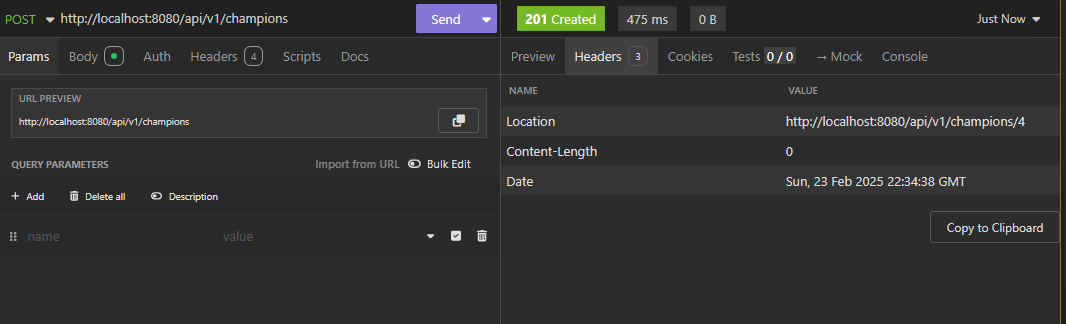 POST http://localhost:8080/api/v1/champions Send
Params Body Auth Headers 4 Scripts Docs
URL PREVIEW
http://localhost:8080/api/v1/champions
QUERY PARAMETERS Import from URL Bulk Edit
+ Add Delete all Description
name value
201 Created 475 ms 0 B Just Now
Preview Headers 3 Cookies Tests 0 / 0 → Mock Console
NAME VALUE
Location http://localhost:8080/api/v1/champions/4
Content-Length 0
Date Sun, 23 Feb 2025 22:34:38 GMT
Copy to Clipboard